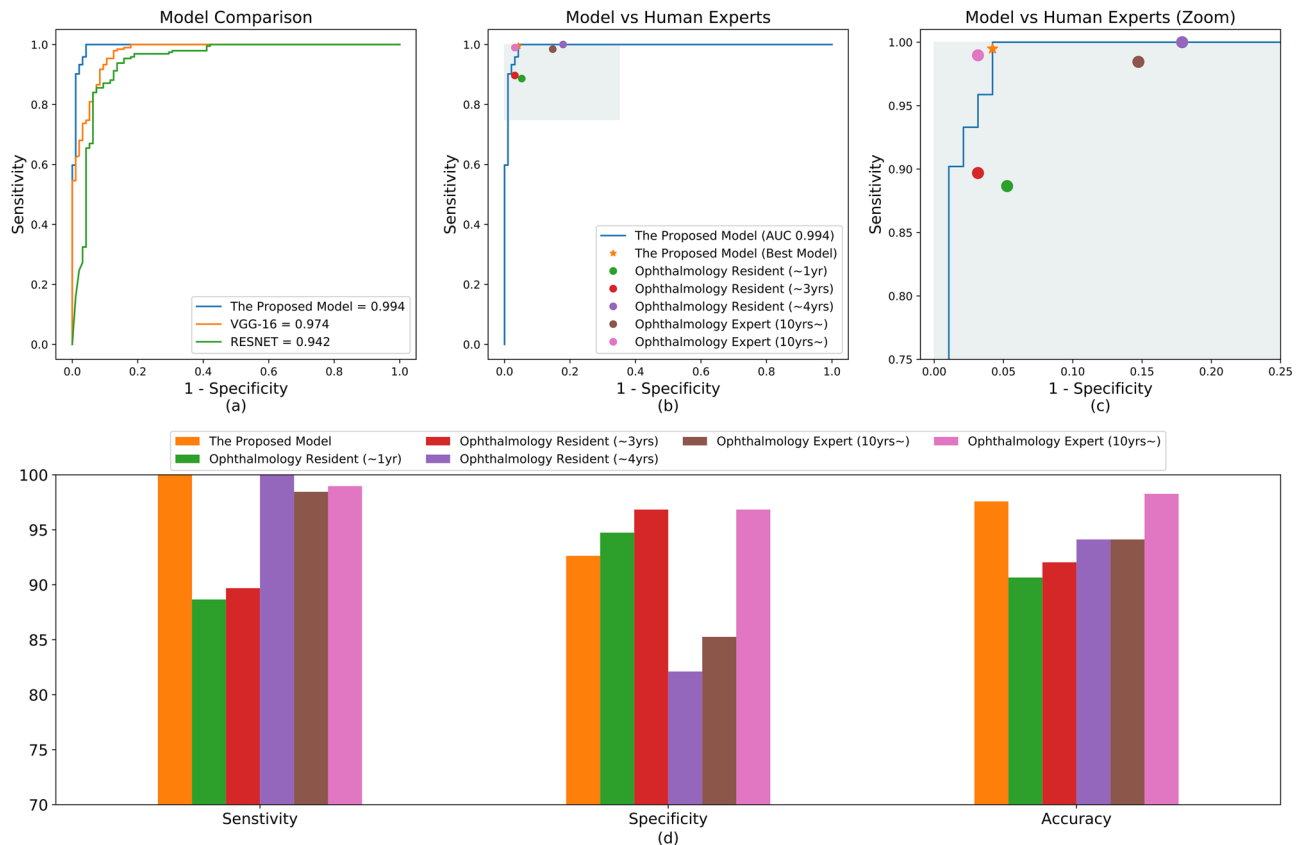 Model Comparison
Sensitivity
1.0
0.8
0.6
0.4
0.2
0.0
The Proposed Model = 0.994
VGG-16 = 0.974
RESNET = 0.942
0.0 0.2 0.4 0.6 0.8 1.0
1 - Specificity
(a)
Model vs Human Experts
Sensitivity
1.0
0.8
0.6
0.4
0.2
0.0
The Proposed Model (AUC 0.994)
The Proposed Model (Best Model)
Ophthalmology Resident (~1yr)
Ophthalmology Resident (~3yrs)
Ophthalmology Resident (~4yrs)
Ophthalmology Expert (10yrs~)
Ophthalmology Expert (10yrs~)
0.0 0.2 0.4 0.6 0.8 1.0
1 - Specificity
(b)
Model vs Human Experts (Zoom)
Sensitivity
1.00
0.95
0.90
0.85
0.80
0.75
0.00 0.05 0.10 0.15 0.20 0.25
1 - Specificity
(c)
The Proposed Model
Ophthalmology Resident (~1yr)
Ophthalmology Resident (~3yrs)
Ophthalmology Resident (~4yrs)
Ophthalmology Expert (10yrs~)
Ophthalmology Expert (10yrs~)
100
95
90
85
80
75
70
Senstivity Specificity Accuracy
(d)